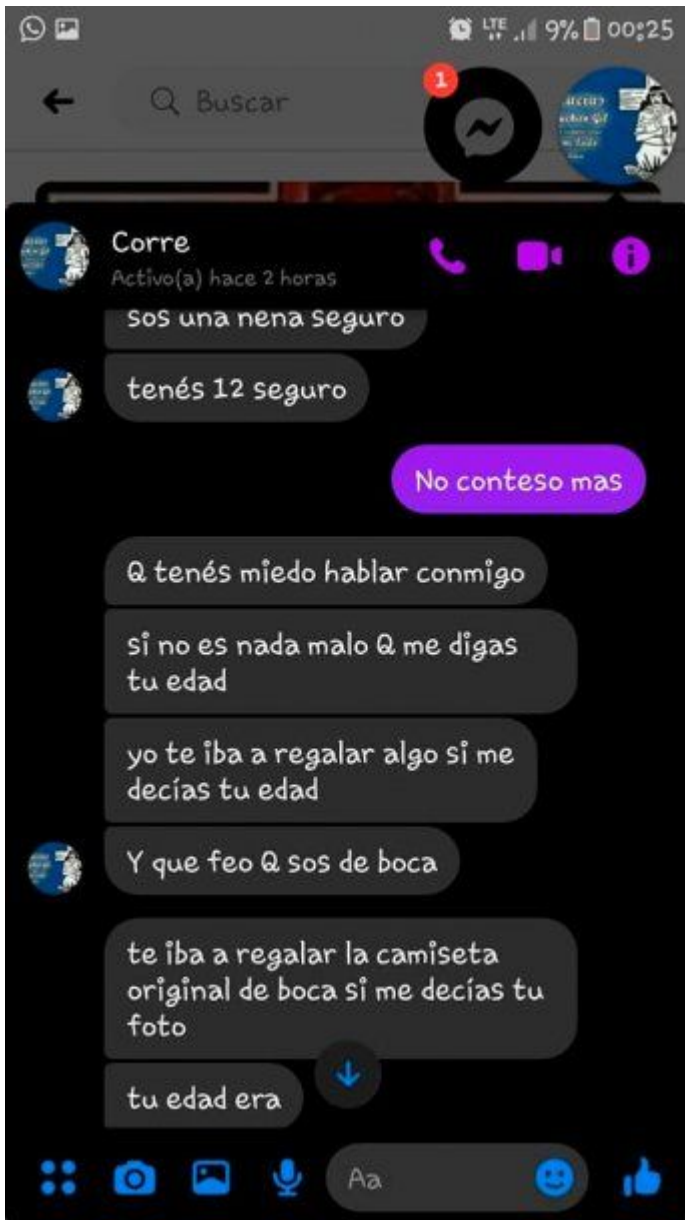 LTE 9% 00:25
Buscar
1
Corre
Activo(a) hace 2 horas
sos una nena seguro
tenés 12 seguro
No conteso mas
Q tenés miedo hablar conmigo
si no es nada malo Q me digas
tu edad
yo te iba a regalar algo si me
decías tu edad
Y que feo Q sos de boca
te iba a regalar la camiseta
original de boca si me decías tu
foto
tu edad era
Aa